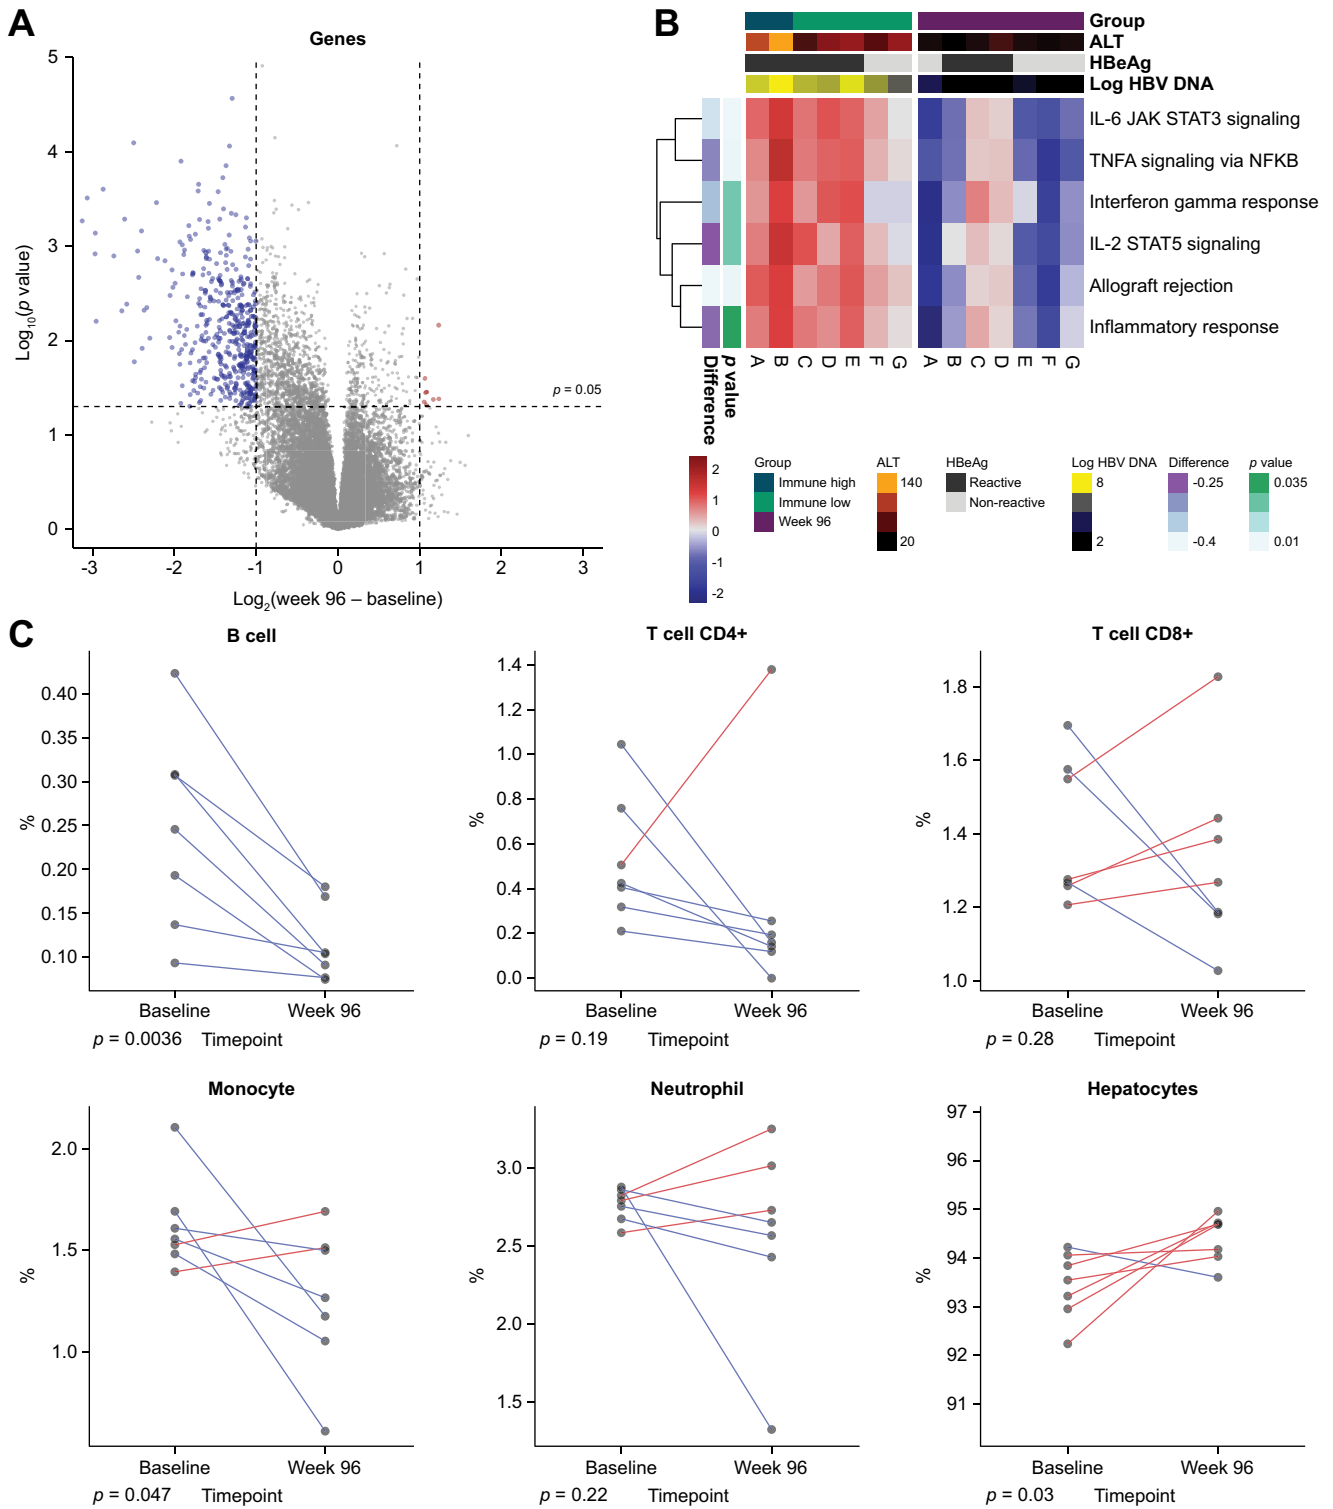 A
Genes
5
4
3
2
1
0
Log10(p value)
p = 0.05
-3
-2
-1
0
1
2
3
Log2(week 96 – baseline)
B
Group
ALT
HBeAg
Log HBV DNA
IL-6 JAK STAT3 signaling
TNFA signaling via NFKB
Interferon gamma response
IL-2 STAT5 signaling
Allograft rejection
Inflammatory response
Difference
p value
A B C D E F G
A B C D E F G
2
1
0
-1
-2
Group
Immune high
Immune low
Week 96
ALT
140
20
HBeAg
Reactive
Non-reactive
Log HBV DNA
8
2
Difference
-0.25
-0.4
p value
0.035
0.01
C
B cell
0.40
0.35
0.30
0.25
0.20
0.15
0.10
%
Baseline
Week 96
p = 0.0036
Timepoint
T cell CD4+
1.4
1.2
1.0
0.8
0.6
0.4
0.2
0.0
%
Baseline
Week 96
p = 0.19
Timepoint
T cell CD8+
1.8
1.6
1.4
1.2
1.0
%
Baseline
Week 96
p = 0.28
Timepoint
Monocyte
2.0
1.5
1.0
%
Baseline
Week 96
p = 0.047
Timepoint
Neutrophil
3.0
2.5
2.0
1.5
%
Baseline
Week 96
p = 0.22
Timepoint
Hepatocytes
97
96
95
94
93
92
91
%
Baseline
Week 96
p = 0.03
Timepoint